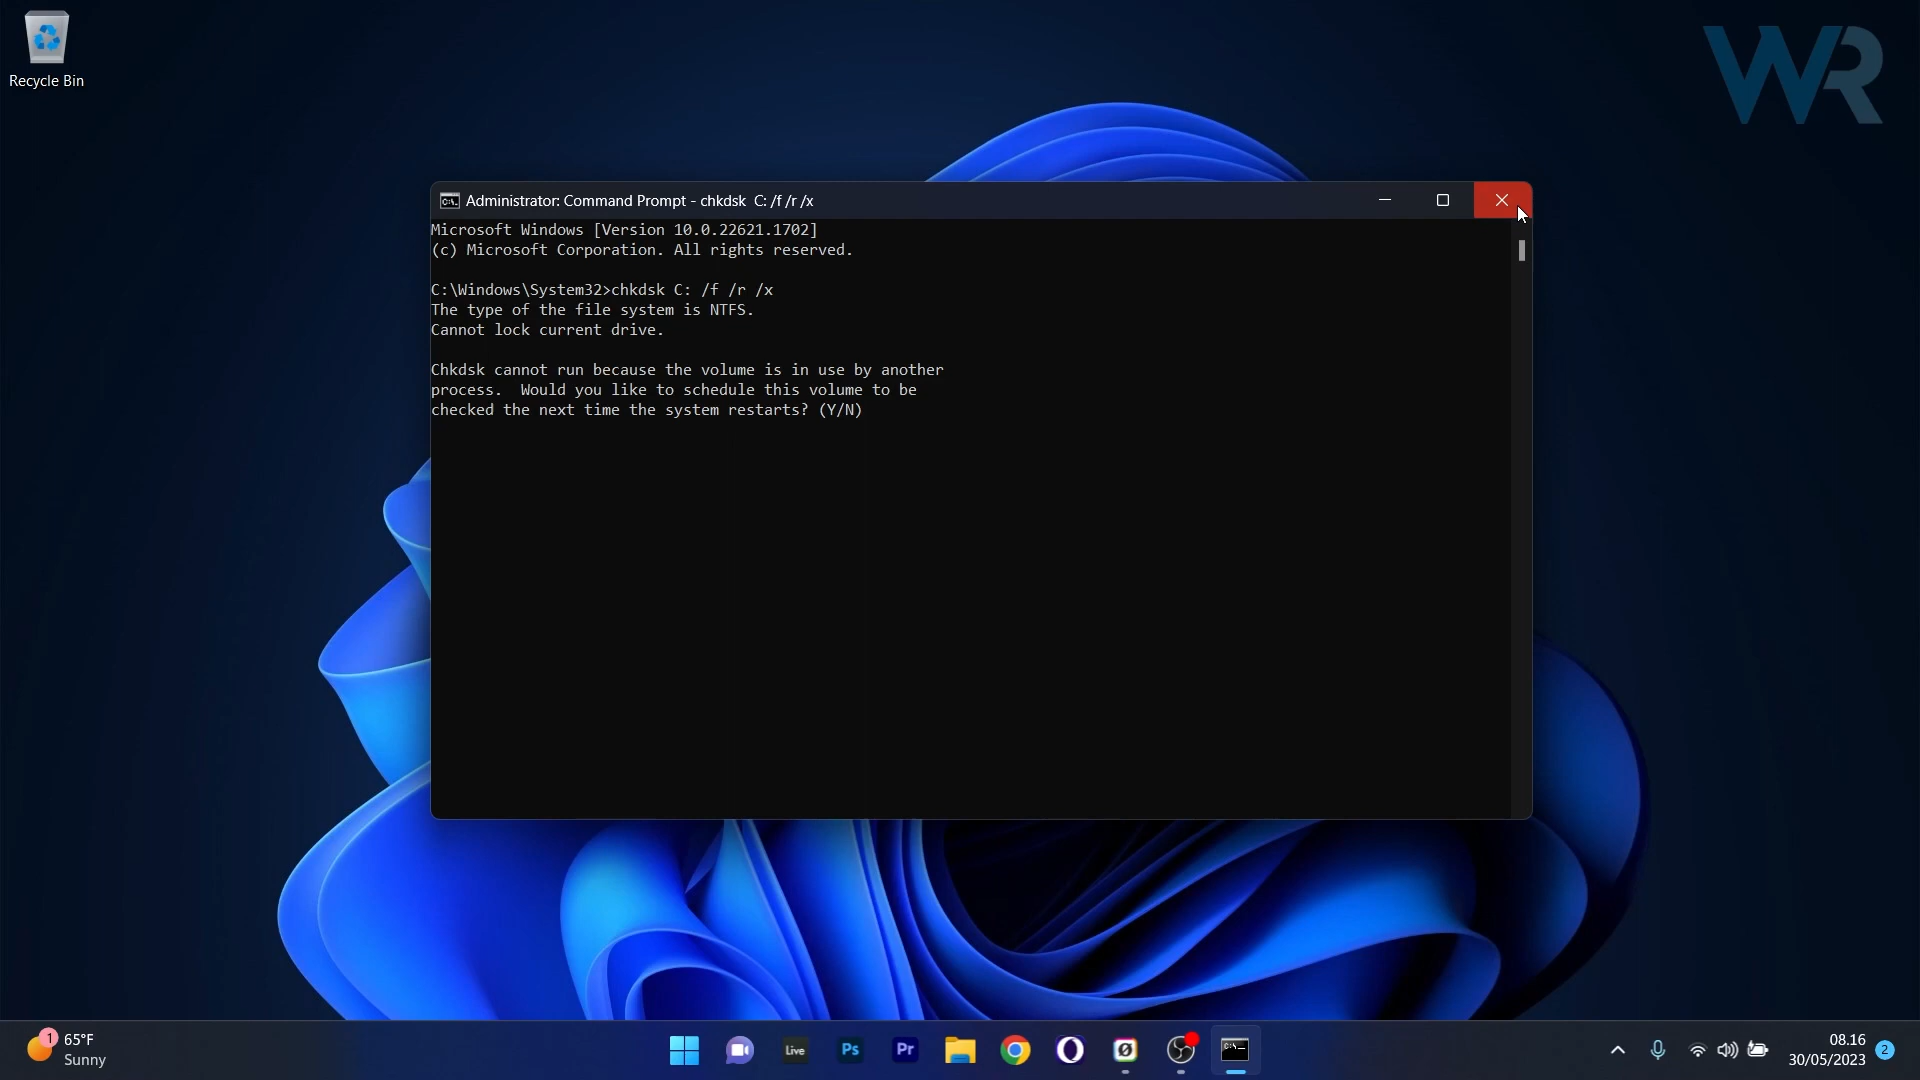 Recycle Bin
WR
Administrator: Command Prompt - chkdsk  C: /f /r /x
Microsoft Windows [Version 10.0.22621.1702]
(c) Microsoft Corporation. All rights reserved.
C:\Windows\System32>chkdsk C: /f /r /x
The type of the file system is NTFS.
Cannot lock current drive.
Chkdsk cannot run because the volume is in use by another
process.  Would you like to schedule this volume to be
checked the next time the system restarts? (Y/N)
1
65°F
Sunny
Live
Ps
Pr
08.16
30/05/2023
2